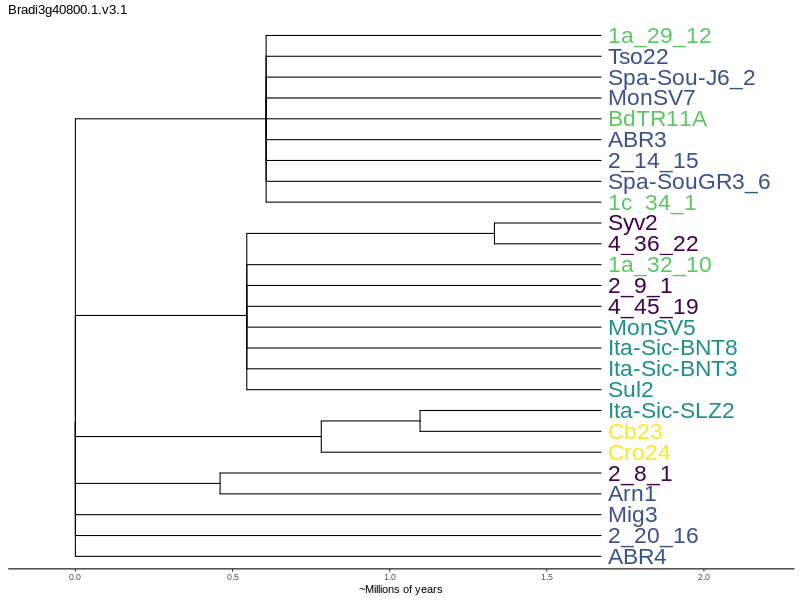 Bradi3g40800.1.v3.1
1a_29_12
Tso22
Spa-Sou-J6_2
MonSV7
BdTR11A
ABR3
2_14_15
Spa-SouGR3_6
1c_34_1
Syv2
4_36_22
1a_32_10
2_9_1
4_45_19
MonSV5
Ita-Sic-BNT8
Ita-Sic-BNT3
Sul2
Ita-Sic-SLZ2
Cb23
Cro24
2_8_1
Arn1
Mig3
2_20_16
ABR4
0.0 0.5 1.0 1.5 2.0
~Millions of years